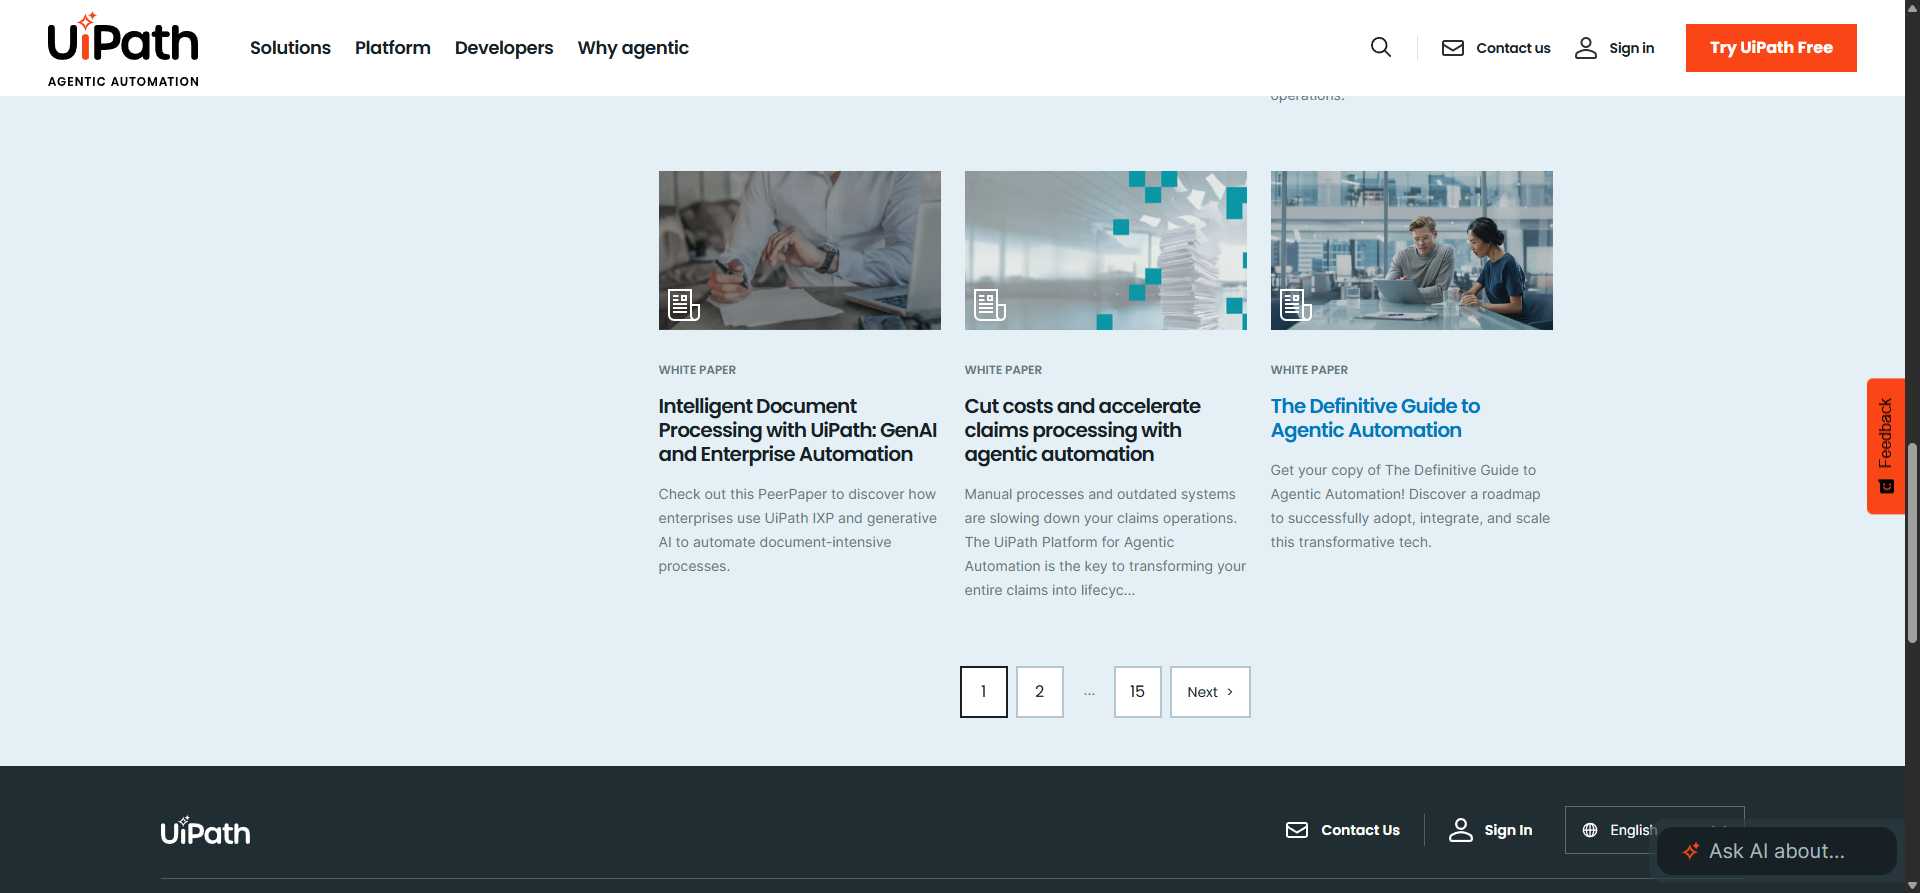 UiPath
AGENTIC AUTOMATION
Solutions
Platform
Developers
Why agentic
Contact us
Sign in
Try UiPath Free
operations.
WHITE PAPER
Intelligent Document
Processing with UiPath: GenAI
and Enterprise Automation
Check out this PeerPaper to discover how
enterprises use UiPath IXP and generative
AI to automate document-intensive
processes.
WHITE PAPER
Cut costs and accelerate
claims processing with
agentic automation
Manual processes and outdated systems
are slowing down your claims operations.
The UiPath Platform for Agentic
Automation is the key to transforming your
entire claims into lifecyc...
WHITE PAPER
The Definitive Guide to
Agentic Automation
Get your copy of The Definitive Guide to
Agentic Automation! Discover a roadmap
to successfully adopt, integrate, and scale
this transformative tech.
Feedback
1
2
...
15
Next >
UiPath
Contact Us
Sign In
English
Ask AI about...